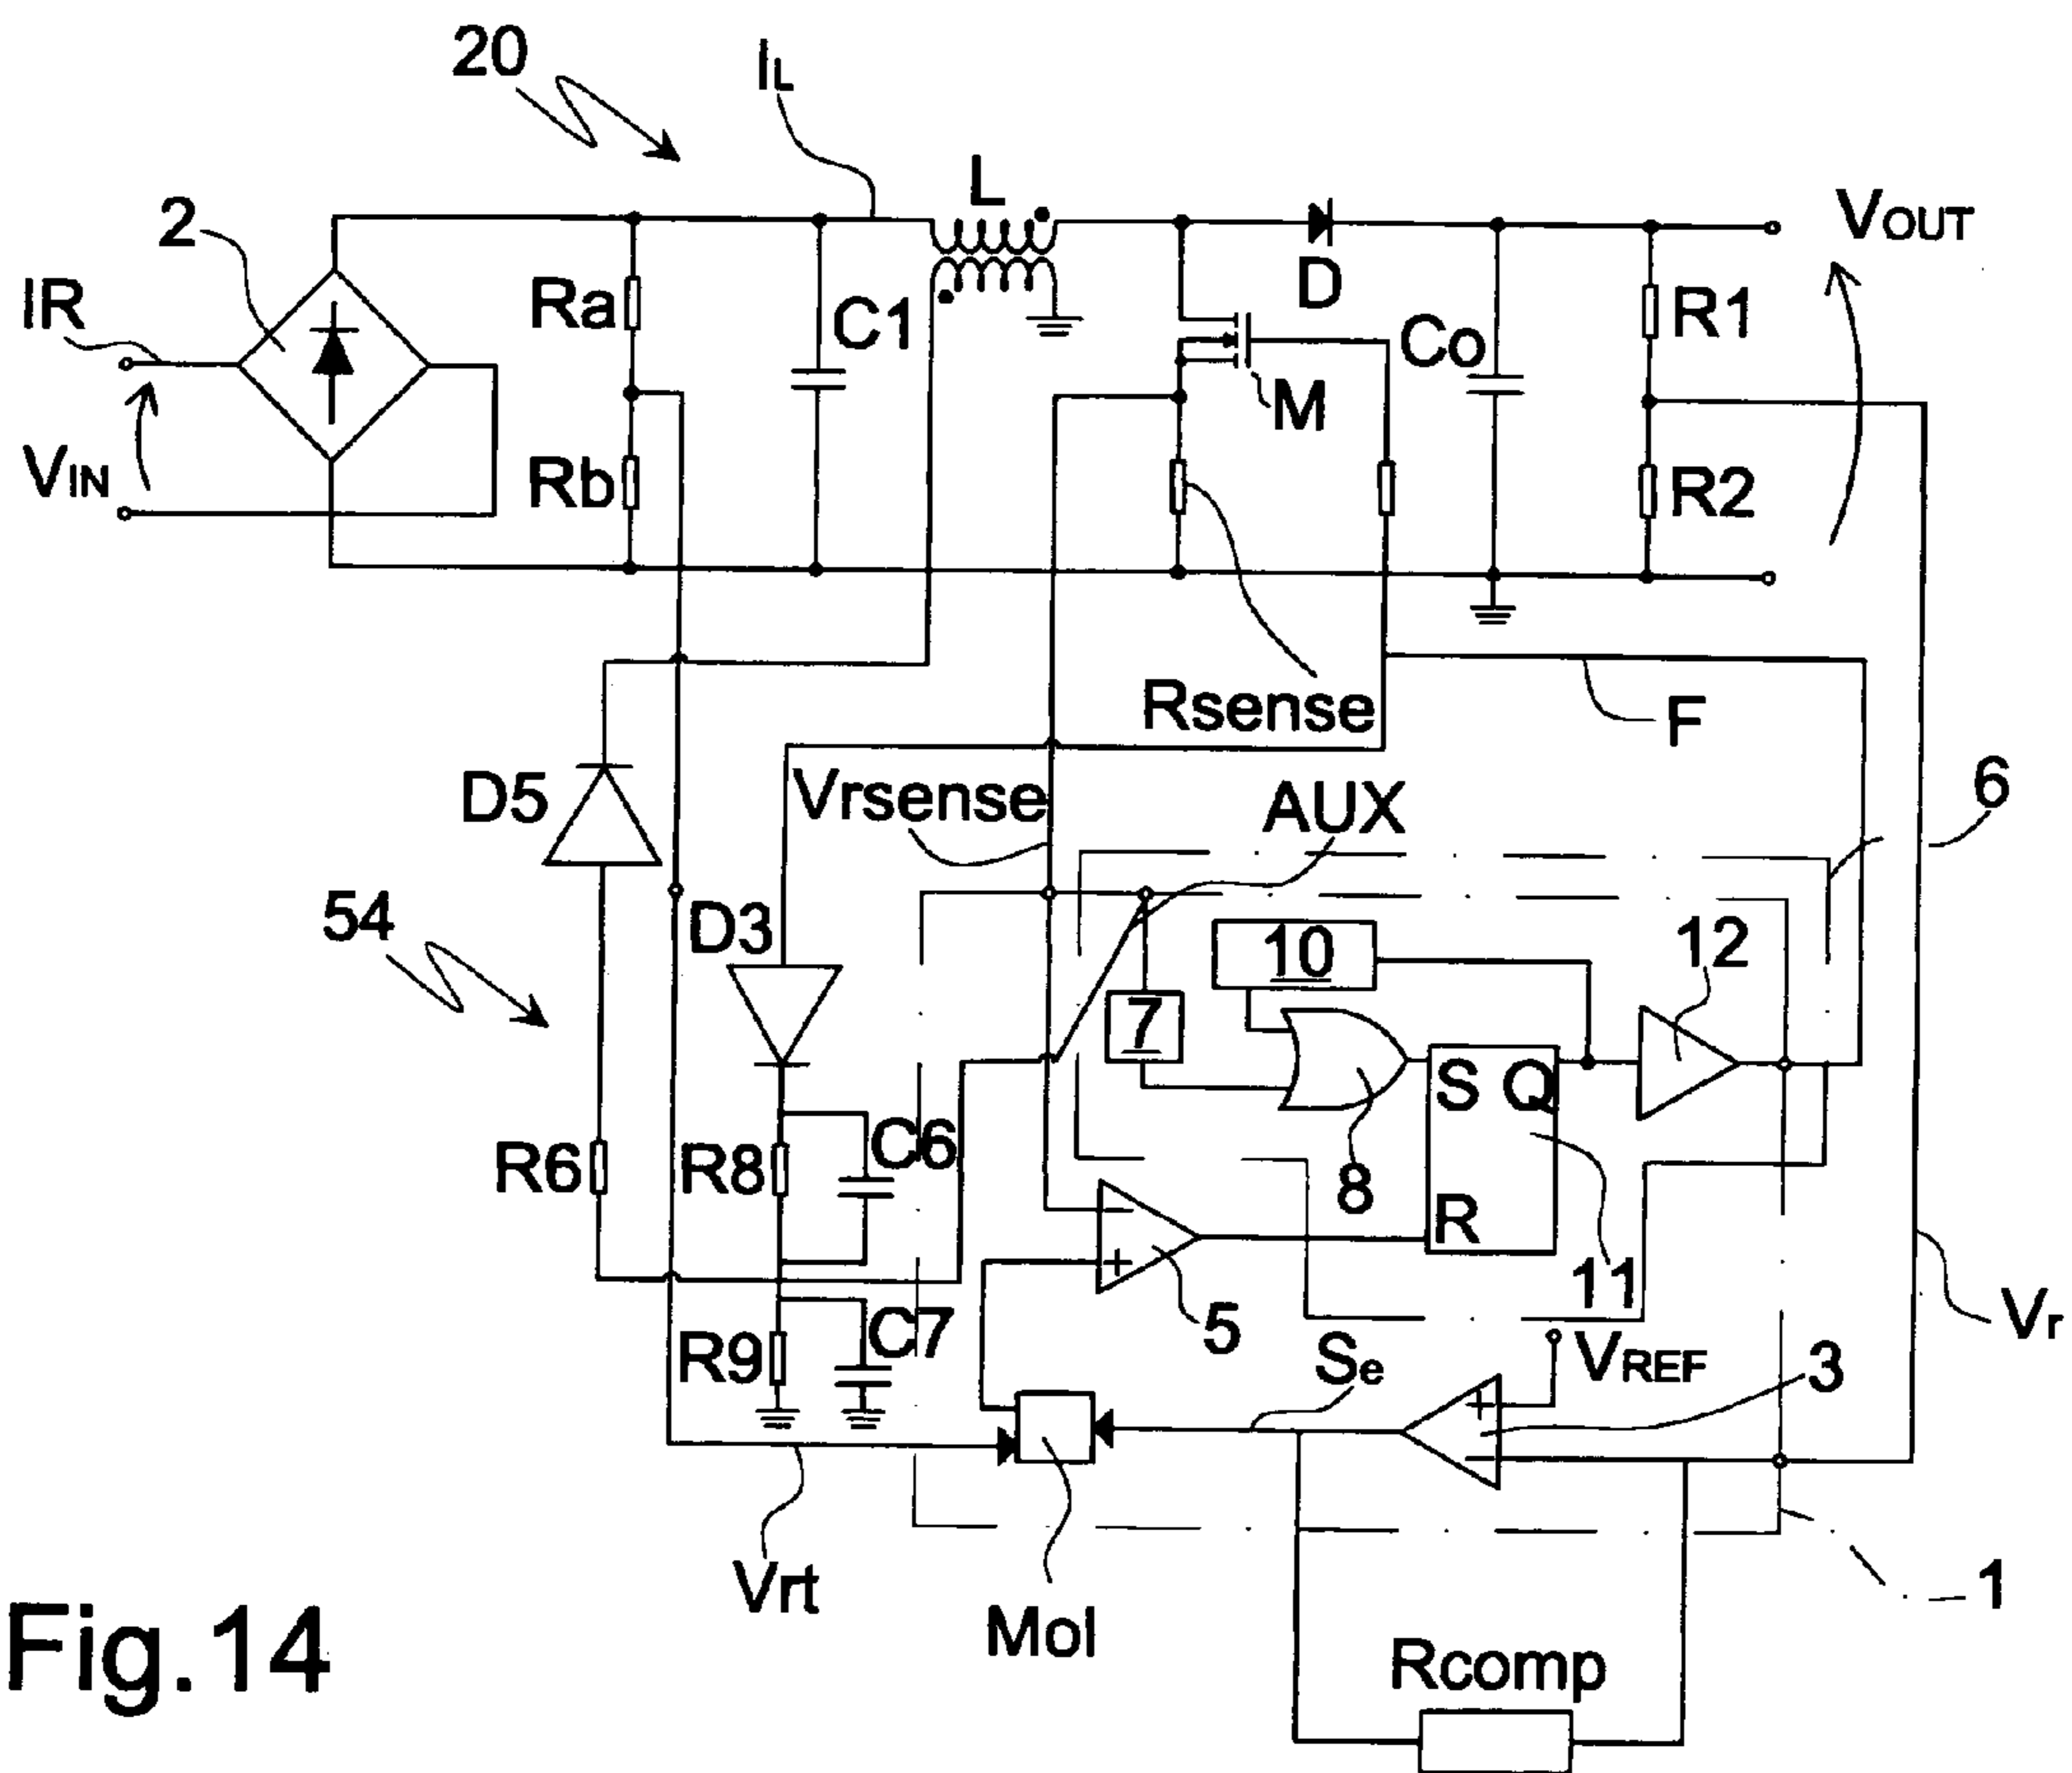 20
IL
L
2
VOUT
IR
Ra
C1
D
R1
Co
M
VIN
Rb
R2
Rsense
F
D5
Vrsense
AUX
6
54
D3
10
12
7
S Q
C6
R6
R8
8
R
11
5
C7
R9
Se
VREF
3
Vr
+
−
+
−
Vrt
Mol
1
Fig.14
Rcomp